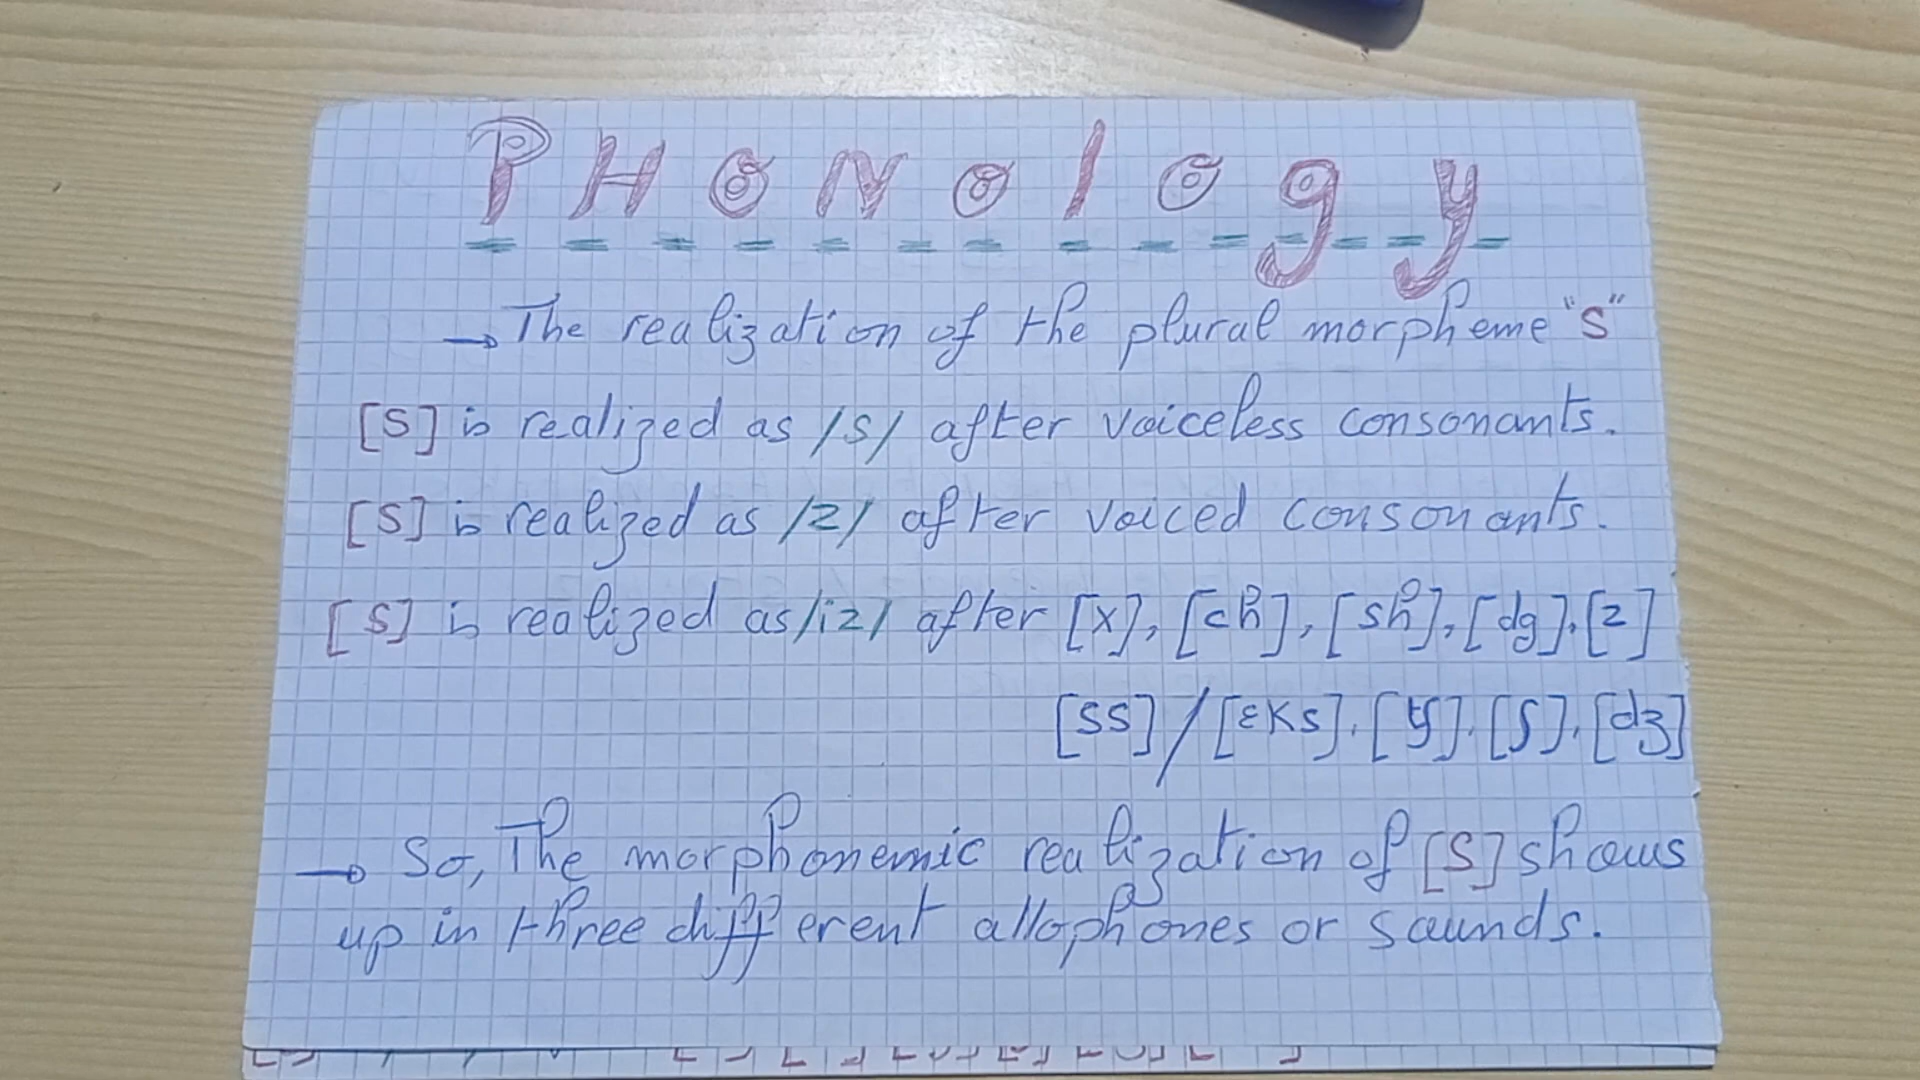 PHoNology
→ The realization of the plural morpheme "S"
[S] is realized as /s/ after voiceless consonants.
[S] is realized as /z/ after voiced consonants.
[S] is realized as /iz/ after [x], [ch], [sh], [dg], [z]
[ss] / [εks], [ʧ], [ʃ], [dʒ]
→ So, The morphonemic realization of [S] shows
up in three different allophones or sounds.